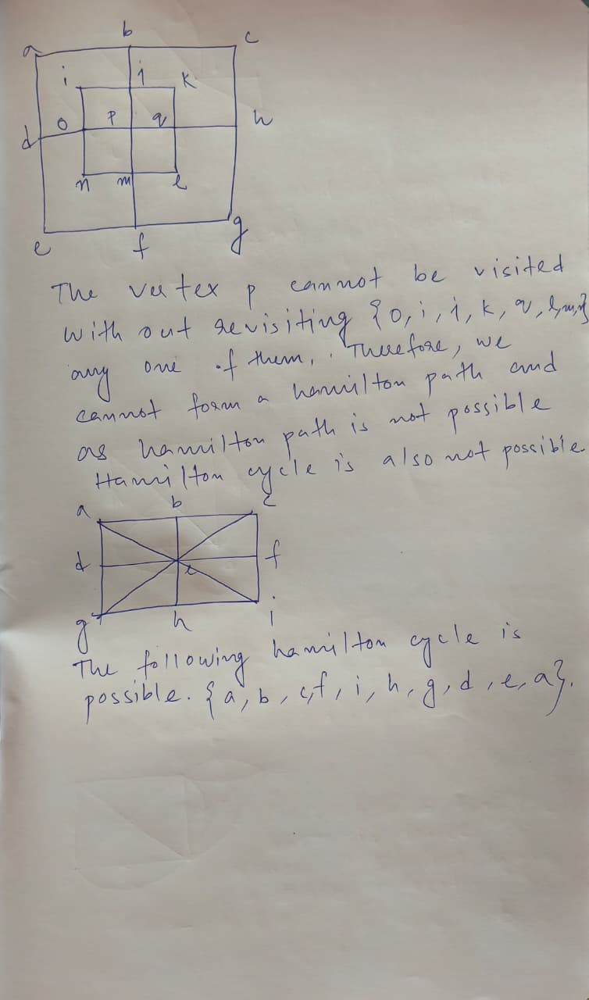 a b c
i j k
d o p q h
n m l
e f g
The vertex p cannot be visited
with out revisiting {o, i, j, k, q, l, m, n}
any one of them, . Therefore, we
cannot form a hamilton path and
as hamilton path is not possible
Hamilton cycle is also not possible.
a b c
d e f
g h i
The following hamilton cycle is
possible. {a, b, c, f, i, h, g, d, e, a}.